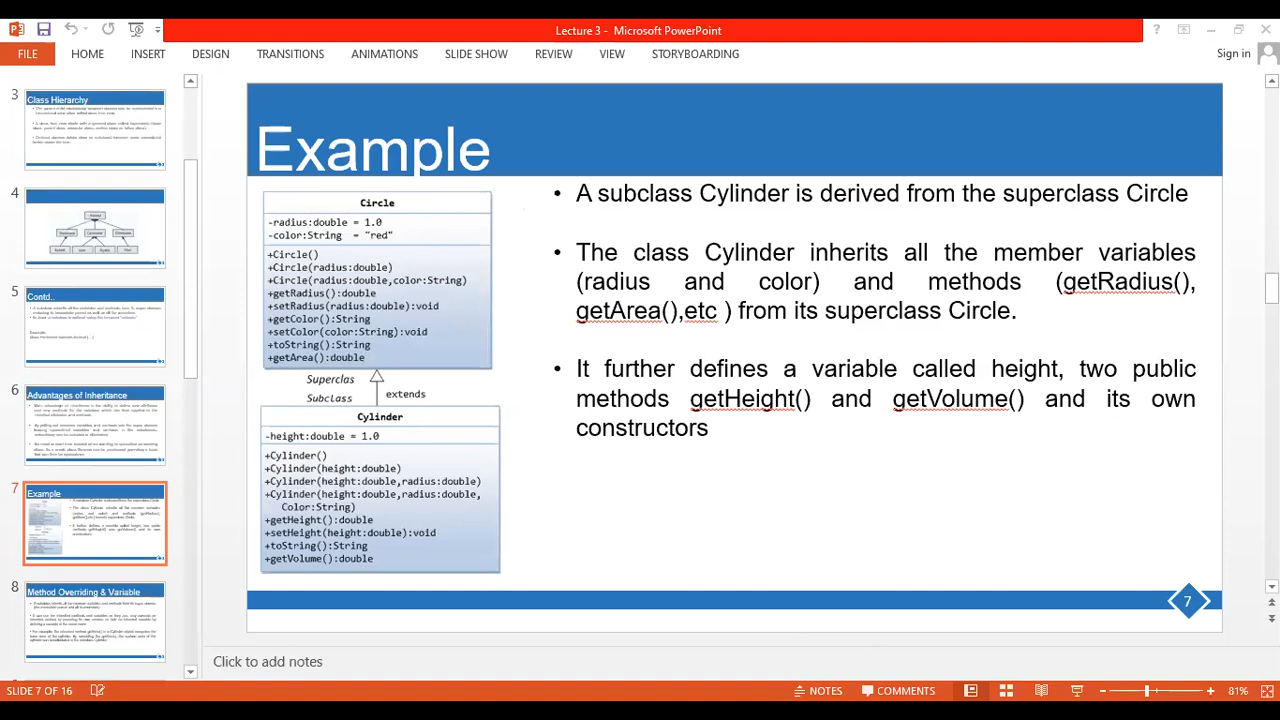 Lecture 3 - Microsoft PowerPoint
FILE HOME INSERT DESIGN TRANSITIONS ANIMATIONS SLIDE SHOW REVIEW VIEW STORYBOARDING Sign in
3
Class Hierarchy
4
5
Contd..
6
Advantages of Inheritance
7
Example
8
Method Overriding & Variable
Example
Circle
-radius:double = 1.0
-color:String = "red"
+Circle()
+Circle(radius:double)
+Circle(radius:double,color:String)
+getRadius():double
+setRadius(radius:double):void
+getColor():String
+setColor(color:String):void
+toString():String
+getArea():double
Superclas
Subclass
extends
Cylinder
-height:double = 1.0
+Cylinder()
+Cylinder(height:double)
+Cylinder(height:double,radius:double)
+Cylinder(height:double,radius:double,
Color:String)
+getHeight():double
+setHeight(height:double):void
+toString():String
+getVolume():double
• A subclass Cylinder is derived from the superclass Circle
• The class Cylinder inherits all the member variables
(radius and color) and methods (getRadius(),
getArea(),etc ) from its superclass Circle.
• It further defines a variable called height, two public
methods getHeight() and getVolume() and its own
constructors
7
Click to add notes
SLIDE 7 OF 16 NOTES COMMENTS 81%